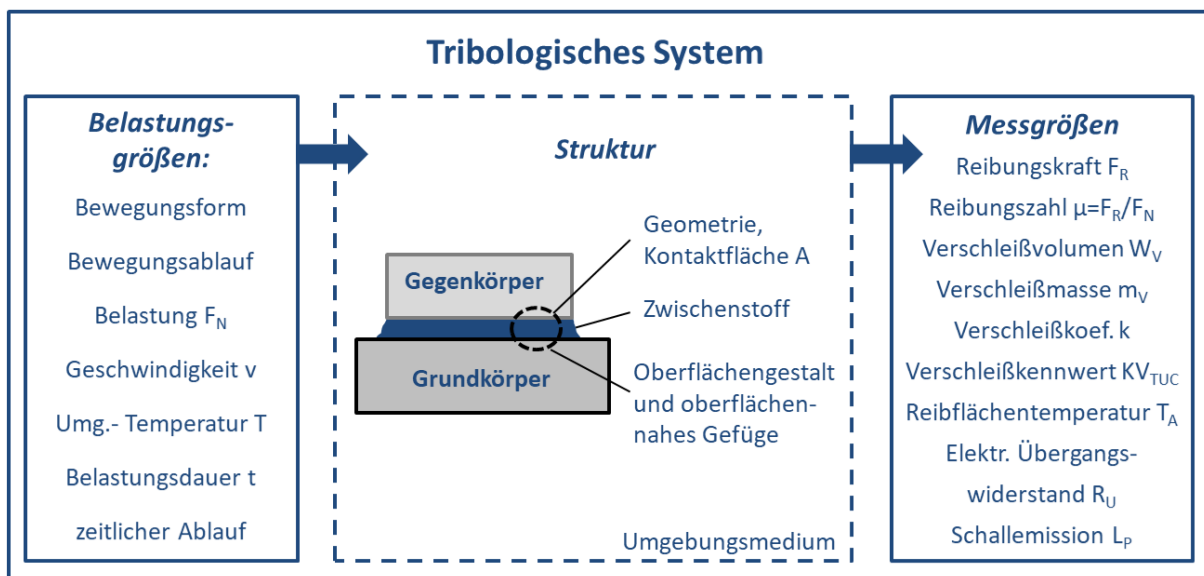 Tribologisches System
Belastungs-
größen:
Bewegungsform
Bewegungsablauf
Belastung F_N
Geschwindigkeit v
Umg.- Temperatur T
Belastungsdauer t
zeitlicher Ablauf
Struktur
Geometrie,
Kontaktfläche A
Gegenkörper
Zwischenstoff
Grundkörper
Oberflächengestalt
und oberflächen-
nahes Gefüge
Umgebungsmedium
Messgrößen
Reibungskraft F_R
Reibungszahl µ=F_R/F_N
Verschleißvolumen W_V
Verschleißmasse m_V
Verschleißkoef. k
Verschleißkennwert KV_TUC
Reibflächentemperatur T_A
Elektr. Übergangs-
widerstand R_U
Schallemission L_P